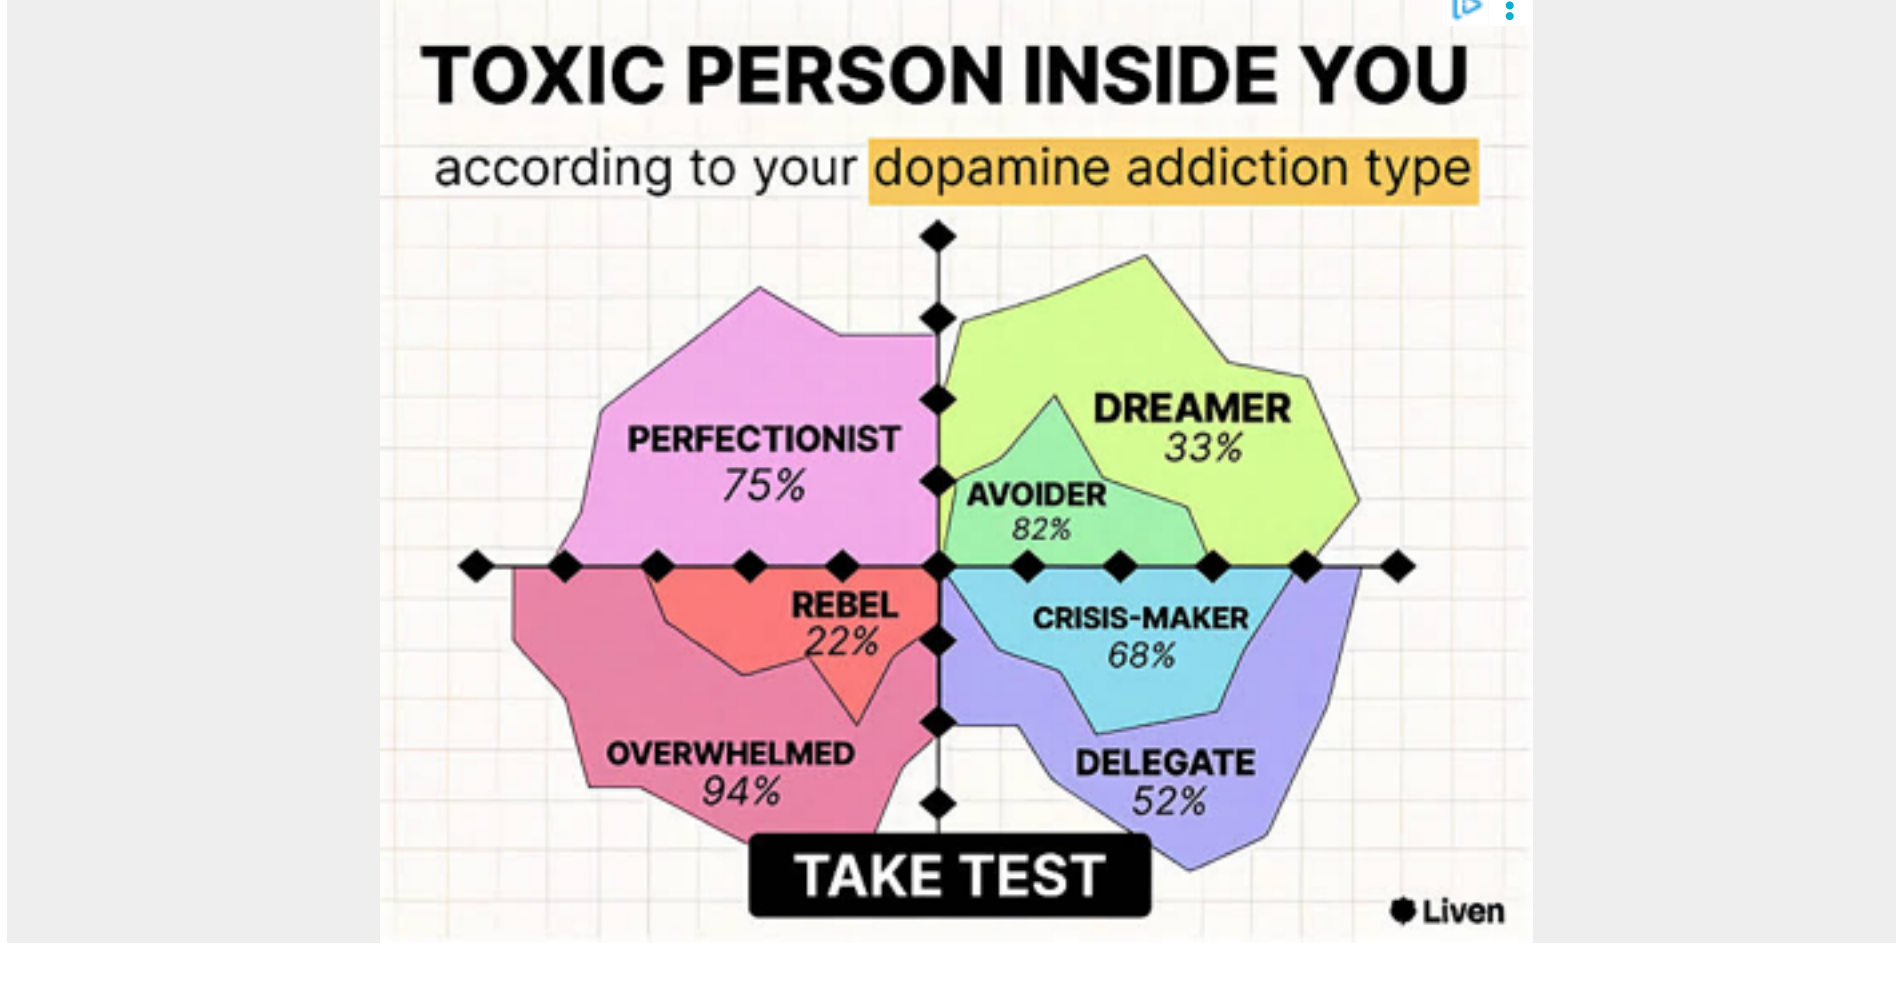 TOXIC PERSON INSIDE YOU
according to your dopamine addiction type
PERFECTIONIST
75%
DREAMER
33%
AVOIDER
82%
REBEL
22%
CRISIS-MAKER
68%
OVERWHELMED
94%
DELEGATE
52%
TAKE TEST
Liven